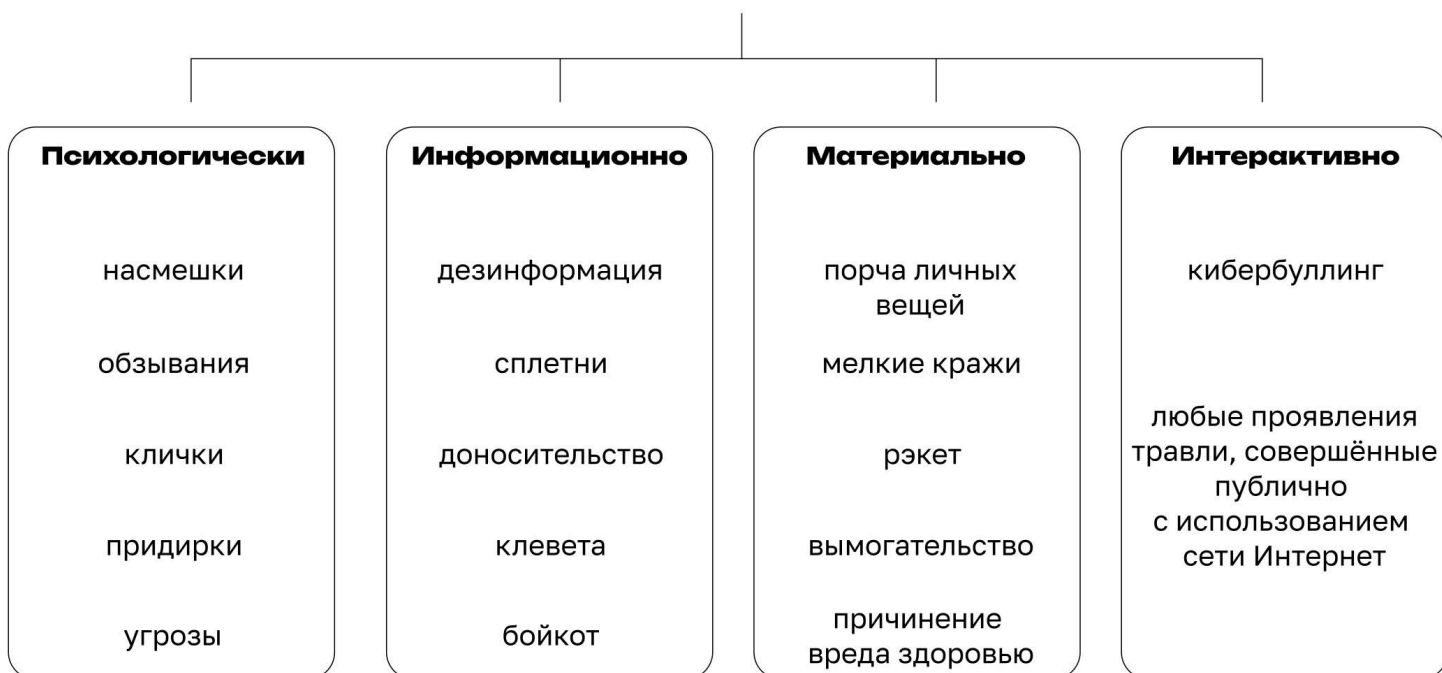 Психологически
насмешки
обзывания
клички
придирки
угрозы
Информационно
дезинформация
сплетни
доносительство
клевета
бойкот
Материально
порча личных
вещей
мелкие кражи
рэкет
вымогательство
причинение
вреда здоровью
Интерактивно
кибербуллинг
любые проявления
травли, совершённые
публично
с использованием
сети Интернет